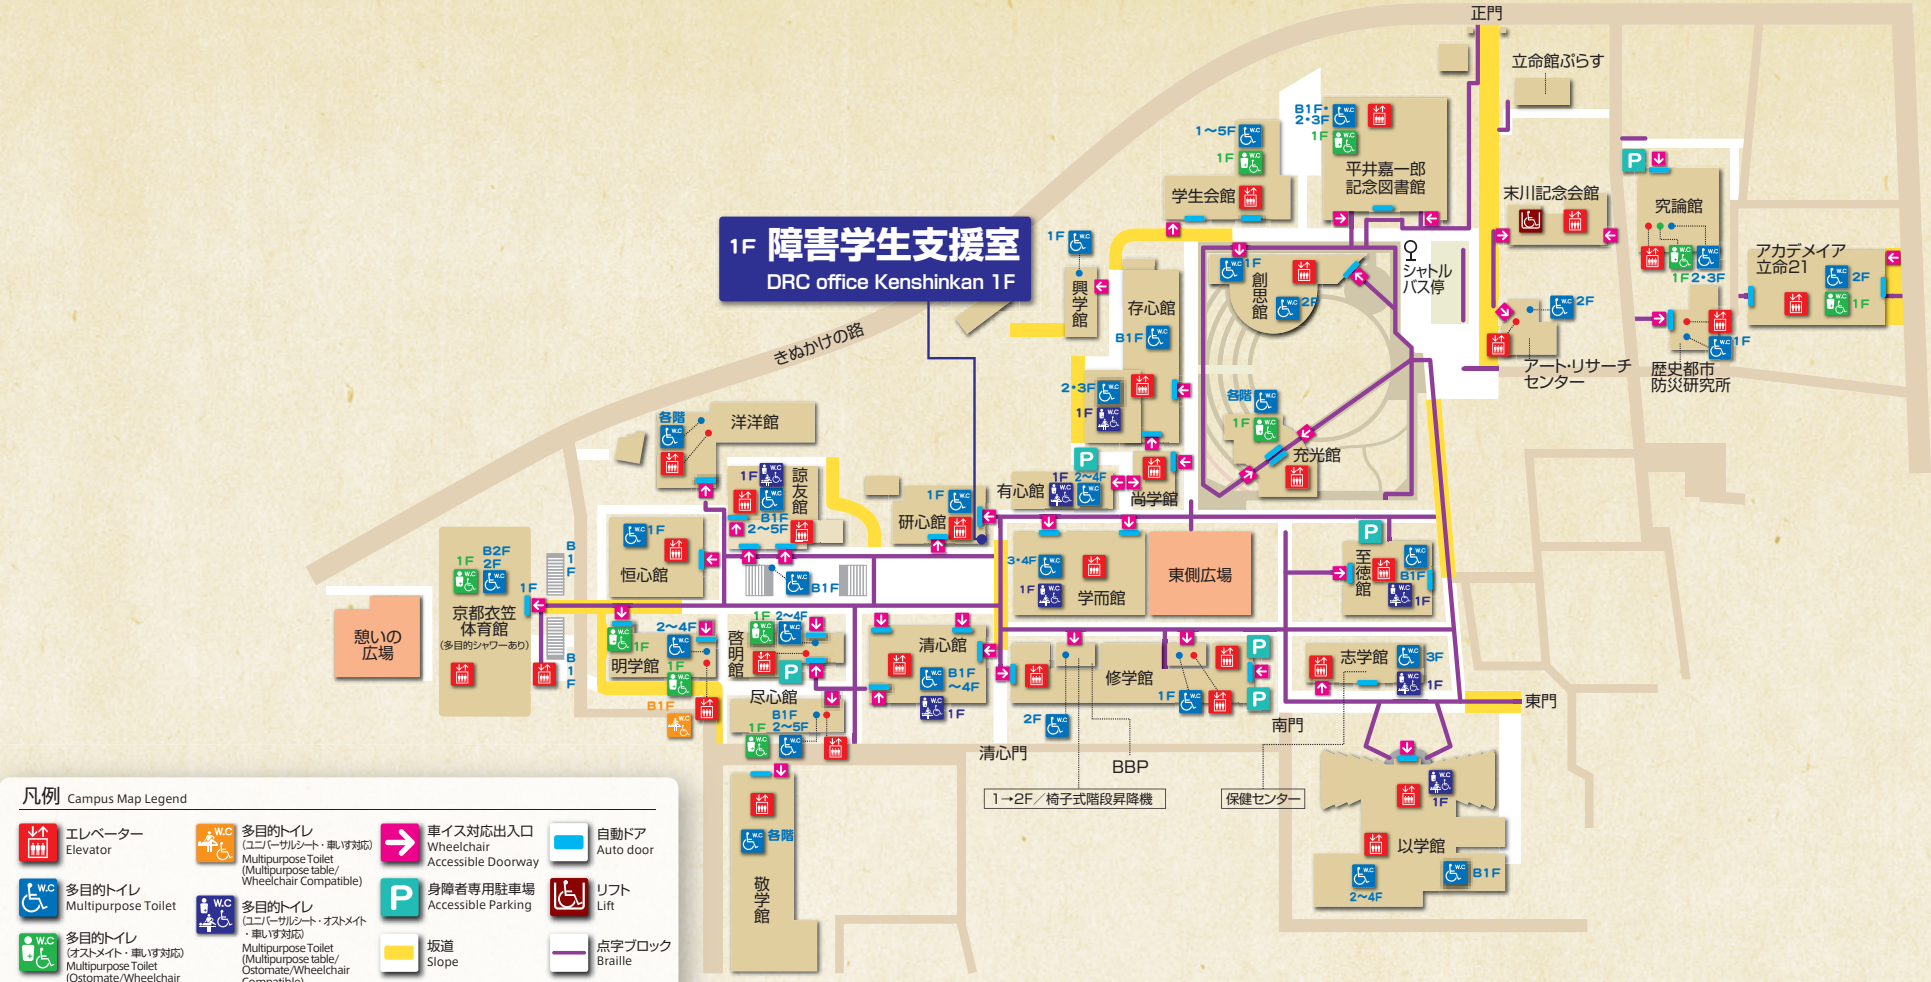 正門
立命館ぷらす
B1F・
2・3F
1F
平井嘉一郎
記念図書館
1～5F
1F
学生会館
末川記念会館
P
究論館
1F
2・3F
アカデメイア
立命21
2F
1F
1F 障害学生支援室
DRC office Kenshinkan 1F
1F
興学館
存心館
B1F
2・3F
1F
1F
創思館
2F
シャトル
バス停
2F
アート・リサーチ
センター
1F
歴史都市
防災研究所
きぬかけの路
各階
1F
充光館
各階
洋洋館
1F
諒友館
B1F
2～5F
1F
研心館
P
有心館
1F
2～4F
尚学館
1F
恒心館
B1F
3・4F
1F
学而館
東側広場
P
至徳館
B1F
1F
憩いの
広場
1F
B2F
2F
1F
京都衣笠
体育館
(多目的シャワーあり)
B1F
B1F
1F
2～4F
明学館
1F
B1F
1F
2～4F
啓明館
P
尽心館
B1F
2～5F
1F
清心館
B1F
～4F
1F
修学館
1F
2F
P
P
志学館
3F
1F
東門
南門
清心門
BBP
1→2F／椅子式階段昇降機
保健センター
1F
以学館
B1F
2～4F
各階
敬学館
凡例 Campus Map Legend
エレベーター
Elevator
多目的トイレ
Multipurpose Toilet
多目的トイレ
(オストメイト・車いす対応)
Multipurpose Toilet
(Ostomate/Wheelchair
多目的トイレ
(ユニバーサルシート・車いす対応)
Multipurpose Toilet
(Multipurpose table/
Wheelchair Compatible)
多目的トイレ
(ユニバーサルシート・オストメイト
・車いす対応)
Multipurpose Toilet
(Multipurpose table/
Ostomate/Wheelchair
Compatible)
車イス対応出入口
Wheelchair
Accessible Doorway
P
身障者専用駐車場
Accessible Parking
坂道
Slope
自動ドア
Auto door
リフト
Lift
点字ブロック
Braille